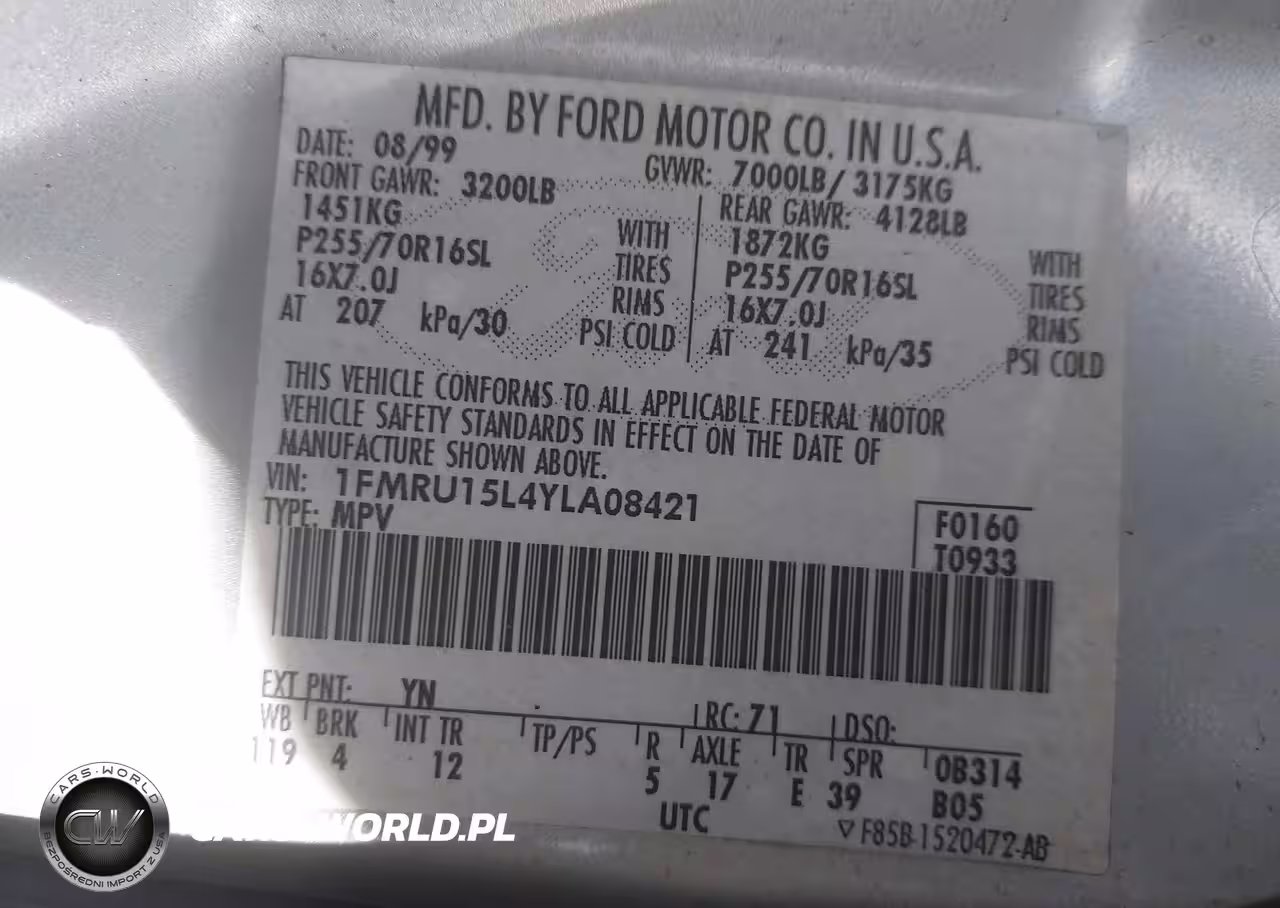 MFD. BY FORD MOTOR CO. IN U.S.A.
DATE: 08/99 GVWR: 7000LB/ 3175KG
FRONT GAWR: 3200LB REAR GAWR: 4128LB
1451KG WITH 1872KG WITH
P255/70R16SL TIRES P255/70R16SL TIRES
16X7.0J RIMS 16X7.0J RIMS
AT 207 kPa/30 PSI COLD AT 241 kPa/35 PSI COLD
THIS VEHICLE CONFORMS TO ALL APPLICABLE FEDERAL MOTOR
VEHICLE SAFETY STANDARDS IN EFFECT ON THE DATE OF
MANUFACTURE SHOWN ABOVE.
VIN: 1FMRU15L4YLA08421
TYPE: MPV
F0160
T0933
EXT PNT: YN RC: 71 DSO:
WB BRK INT TR TP/PS R AXLE TR SPR 0B314
119 4 12 5 17 E 39 B05
UTC ▽ F85B-1520472-AB
CARS-WORLD
CW
BEZPOŚREDNI IMPORT Z USA
CARS-WORLD.PL